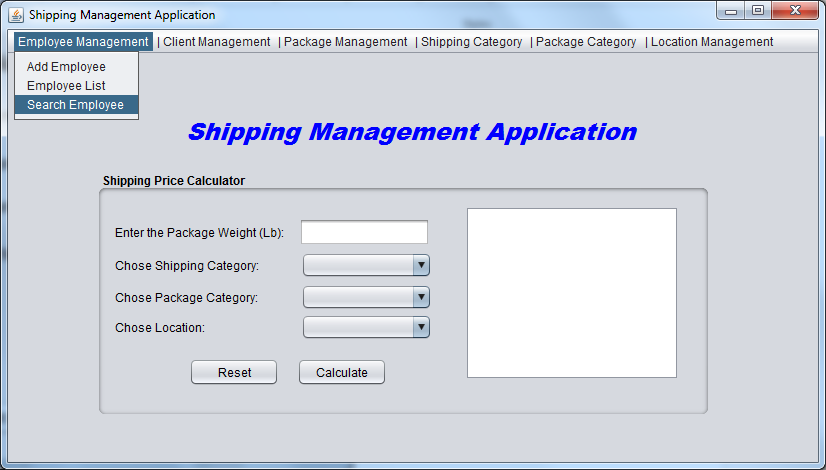 Shipping Management Application
Employee Management | Client Management | Package Management | Shipping Category | Package Category | Location Management
Add Employee
Employee List
Search Employee
Shipping Management Application
Shipping Price Calculator
Enter the Package Weight (Lb):
Chose Shipping Category:
Chose Package Category:
Chose Location:
Reset Calculate